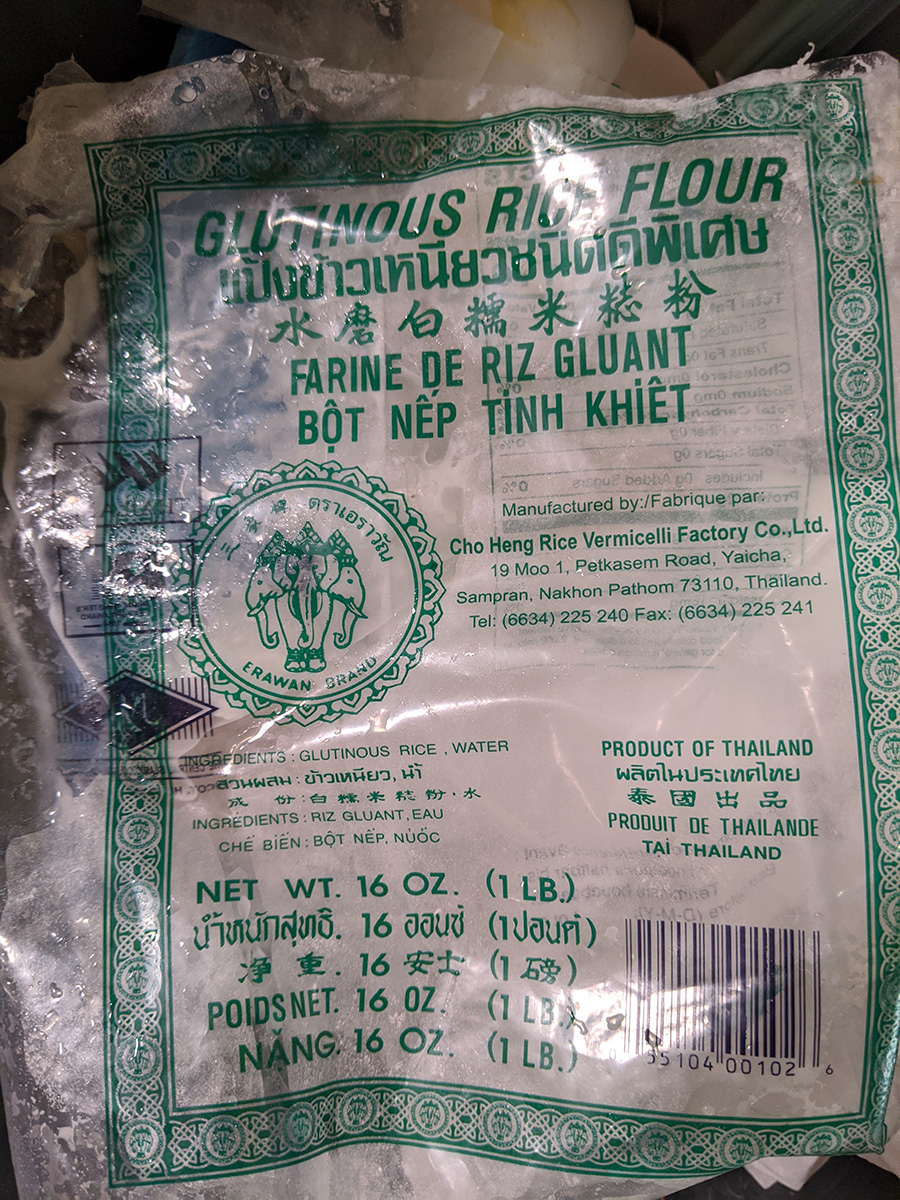 GLUTINOUS RICE FLOUR
แป้งข้าวเหนียวชนิดดีพิเศษ
水磨白糯米粉
FARINE DE RIZ GLUANT
BỘT NẾP TINH KHIẾT
Manufactured by:/Fabrique par:
Cho Heng Rice Vermicelli Factory Co.,Ltd.
19 Moo 1, Petkasem Road, Yaicha,
Sampran, Nakhon Pathom 73110, Thailand.
Tel: (6634) 225 240 Fax: (6634) 225 241
ตราเอราวัณ
ERAWAN BRAND
INGREDIENTS : GLUTINOUS RICE , WATER
ส่วนผสม : ข้าวเหนียว, น้ำ
成 份 : 白糯米粉 · 水
INGRÉDIENTS : RIZ GLUANT, EAU
CHẾ BIẾN : BỘT NẾP, NƯỚC
PRODUCT OF THAILAND
ผลิตในประเทศไทย
泰國出品
PRODUIT DE THAILANDE
TẠI THAILAND
NET WT. 16 OZ. (1 LB.)
น้ำหนักสุทธิ. 16 ออนซ์ (1ปอนด์)
淨重. 16 安士 (1 磅)
POIDS NET. 16 OZ. (1 LB.)
NĂNG. 16 OZ. (1 LB.)
55104 00102 6